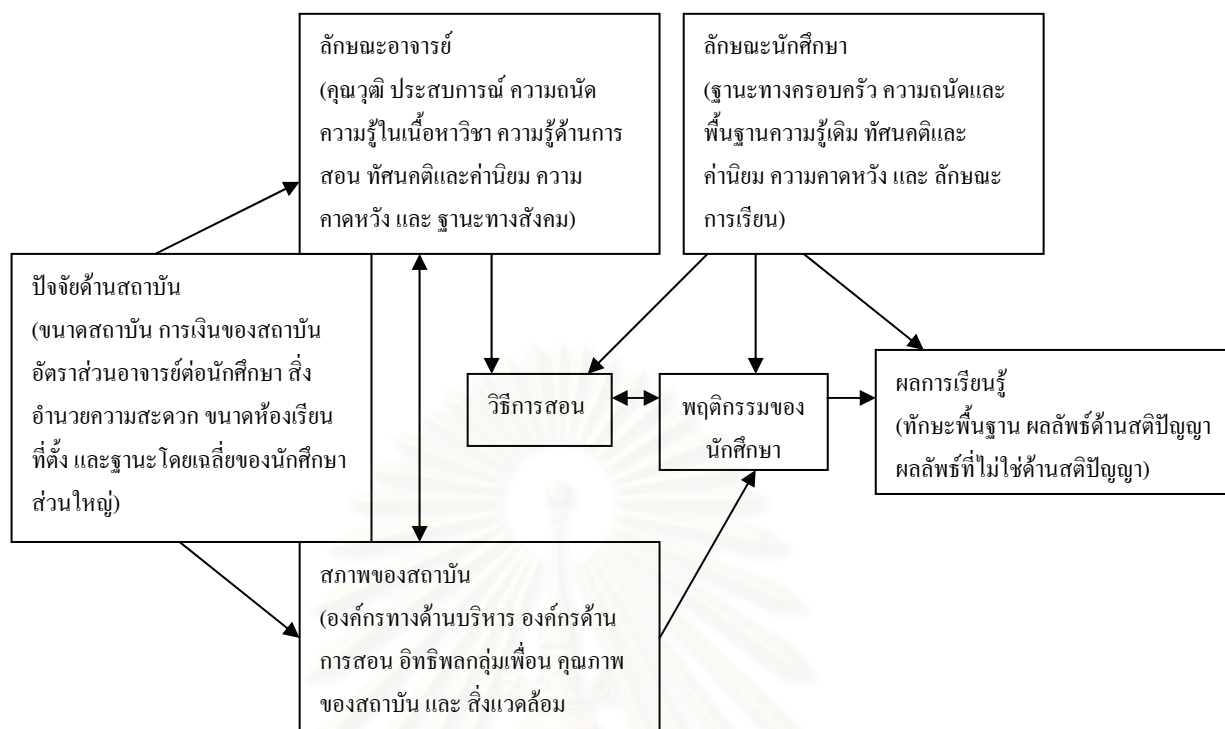 ลักษณะอาจารย์
(คุณวุฒิ ประสบการณ์ ความถนัด
ความรู้ในเนื้อหาวิชา ความรู้ด้านการ
สอน ทัศนคติและค่านิยม ความ
คาดหวัง และ ฐานะทางสังคม)
ลักษณะนักศึกษา
(ฐานะทางครอบครัว ความถนัดและ
พื้นฐานความรู้เดิม ทัศนคติและ
ค่านิยม ความคาดหวัง และ ลักษณะ
การเรียน)
ปัจจัยด้านสถาบัน
(ขนาดสถาบัน การเงินของสถาบัน
อัตราส่วนอาจารย์ต่อนักศึกษา สิ่ง
อำนวยความสะดวก ขนาดห้องเรียน
ที่ตั้ง และฐานะโดยเฉลี่ยของนักศึกษา
ส่วนใหญ่)
วิธีการสอน
พฤติกรรมของ
นักศึกษา
ผลการเรียนรู้
(ทักษะพื้นฐาน ผลลัพธ์ด้านสติปัญญา
ผลลัพธ์ที่ไม่ใช่ด้านสติปัญญา)
สภาพของสถาบัน
(องค์กรทางด้านบริหาร องค์กรด้าน
การสอน อิทธิพลกลุ่มเพื่อน คุณภาพ
ของสถาบัน และ สิ่งแวดล้อม